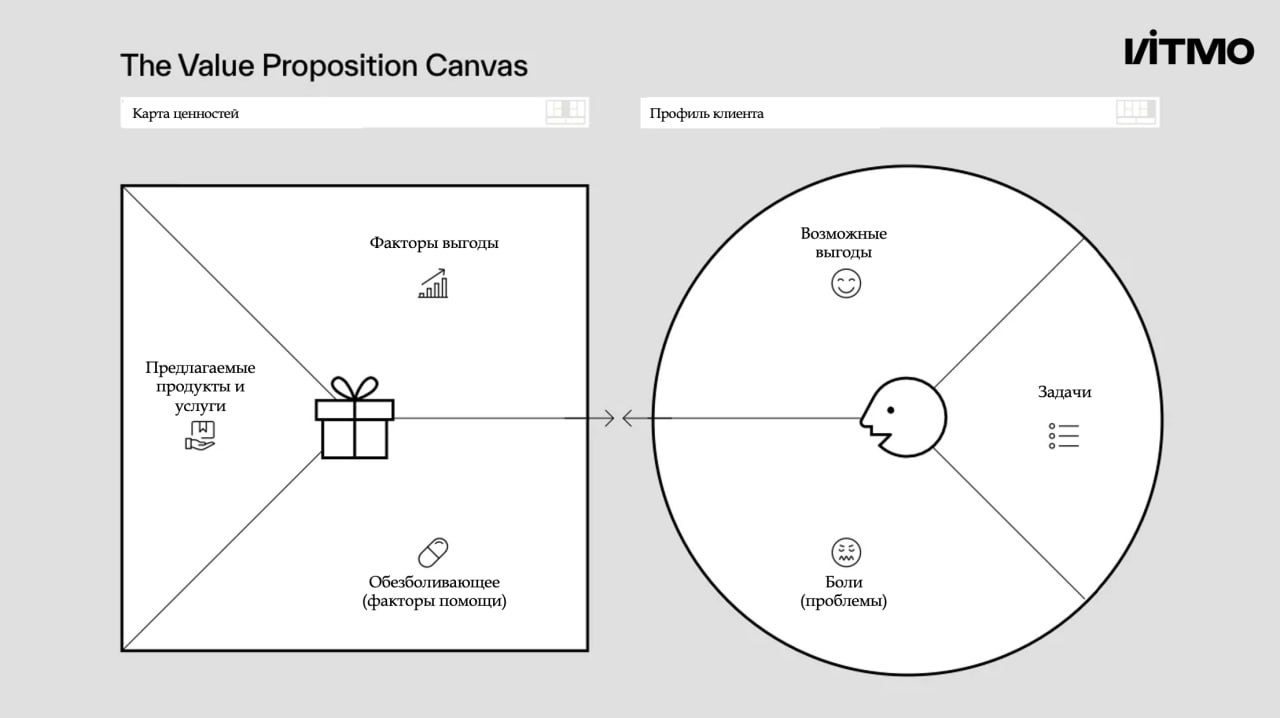 The Value Proposition Canvas
ITMO
Карта ценностей
Профиль клиента
Факторы выгоды
Предлагаемые
продукты и
услуги
Обезболивающее
(факторы помощи)
Возможные
выгоды
Задачи
Боли
(проблемы)